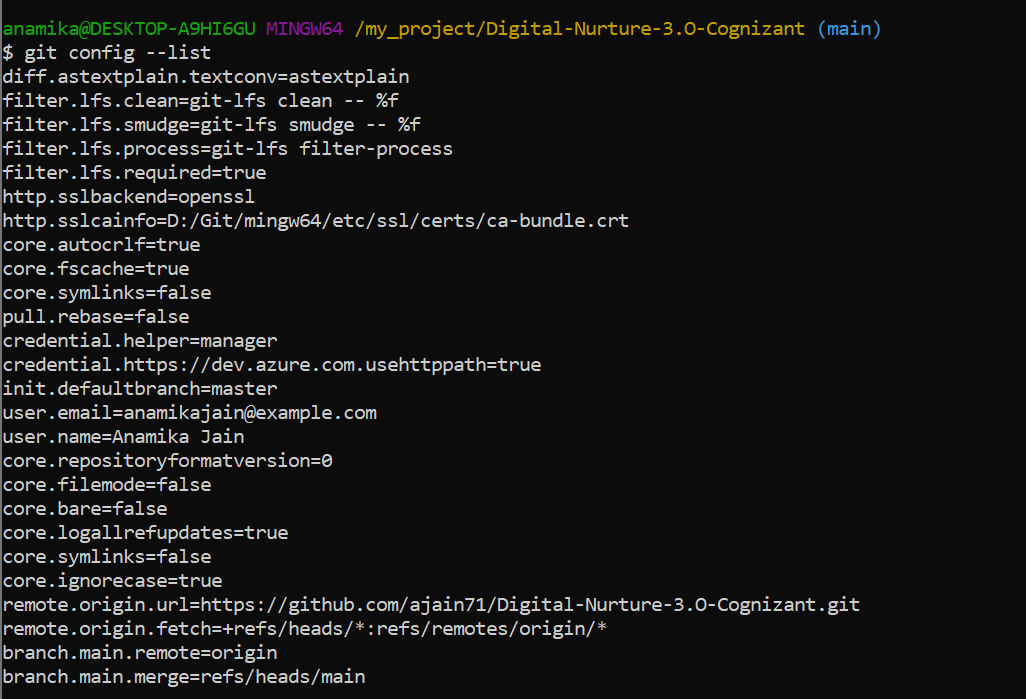 anamika@DESKTOP-A9HI6GU MINGW64 /my_project/Digital-Nurture-3.O-Cognizant (main)
$ git config --list
diff.astextplain.textconv=astextplain
filter.lfs.clean=git-lfs clean -- %f
filter.lfs.smudge=git-lfs smudge -- %f
filter.lfs.process=git-lfs filter-process
filter.lfs.required=true
http.sslbackend=openssl
http.sslcainfo=D:/Git/mingw64/etc/ssl/certs/ca-bundle.crt
core.autocrlf=true
core.fscache=true
core.symlinks=false
pull.rebase=false
credential.helper=manager
credential.https://dev.azure.com.usehttppath=true
init.defaultbranch=master
user.email=anamikajain@example.com
user.name=Anamika Jain
core.repositoryformatversion=0
core.filemode=false
core.bare=false
core.logallrefupdates=true
core.symlinks=false
core.ignorecase=true
remote.origin.url=https://github.com/ajain71/Digital-Nurture-3.O-Cognizant.git
remote.origin.fetch=+refs/heads/*:refs/remotes/origin/*
branch.main.remote=origin
branch.main.merge=refs/heads/main